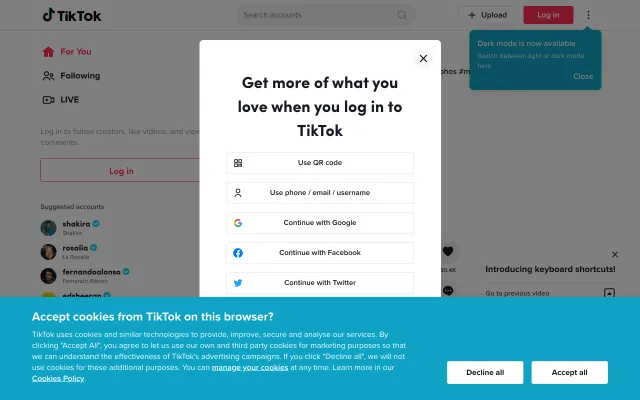 TikTok
Search accounts
Upload
Log in
For You
Following
LIVE
Log in to follow creators, like videos, and view
comments.
Log in
Suggested accounts
shakira
Shakira
rosalia
La Rosalia
fernandoalonso
Fernando Alonso
edsheeran
Dark mode is now available
Switch between light or dark mode
here
Close
Get more of what you
love when you log in to
TikTok
Use QR code
Use phone / email / username
Continue with Google
Continue with Facebook
Continue with Twitter
Introducing keyboard shortcuts!
Go to previous video
Accept cookies from TikTok on this browser?
TikTok uses cookies and similar technologies to provide, improve, secure and analyse our services. By
clicking "Accept All", you agree to let us use our own and third party cookies for marketing purposes so that
we can understand the effectiveness of TikTok's advertising campaigns. If you click "Decline all", we will
not use cookies for these additional purposes. You can manage your cookies at any time. Learn more in our
Cookies Policy.
Decline all
Accept all